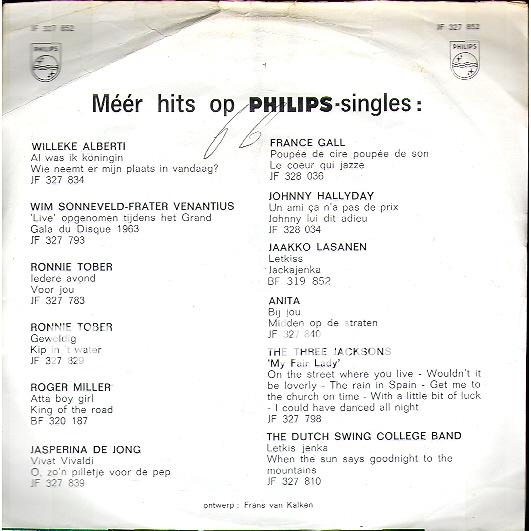 JF 327 852
JF 327 852
PHILIPS
PHILIPS
Méér hits op PHILIPS-singles:
66
WILLEKE ALBERTI
Al was ik koningin
Wie neemt er mijn plaats in vandaag?
JF 327 834
WIM SONNEVELD-FRATER VENANTIUS
'Live' opgenomen tijdens het Grand
Gala du Disque 1963
JF 327 793
RONNIE TOBER
Iedere avond
Voor jou
JF 327 783
RONNIE TOBER
Geweldig
Kip in 't water
JF 327 829
ROGER MILLER
Atta boy girl
King of the road
BF 320 187
JASPERINA DE JONG
Vivat Vivaldi
O, zo'n pilletje voor de pep
JF 327 839
FRANCE GALL
Poupée de cire poupée de son
Le coeur qui jazze
JF 328 036
JOHNNY HALLYDAY
Un ami ça n'a pas de prix
Johnny lui dit adieu
JF 328 034
JAAKKO LASANEN
Letkiss
Jackajenka
BF 319 852
ANITA
Bij jou
Midden op de straten
JF 327 840
THE THREE JACKSONS
'My Fair Lady'
On the street where you live - Wouldn't it
be loverly - The rain in Spain - Get me to
the church on time - With a little bit of luck
- I could have danced all night
JF 327 798
THE DUTCH SWING COLLEGE BAND
Letkis jenka
When the sun says goodnight to the
mountains
JF 327 810
ontwerp: Frans van Kalken